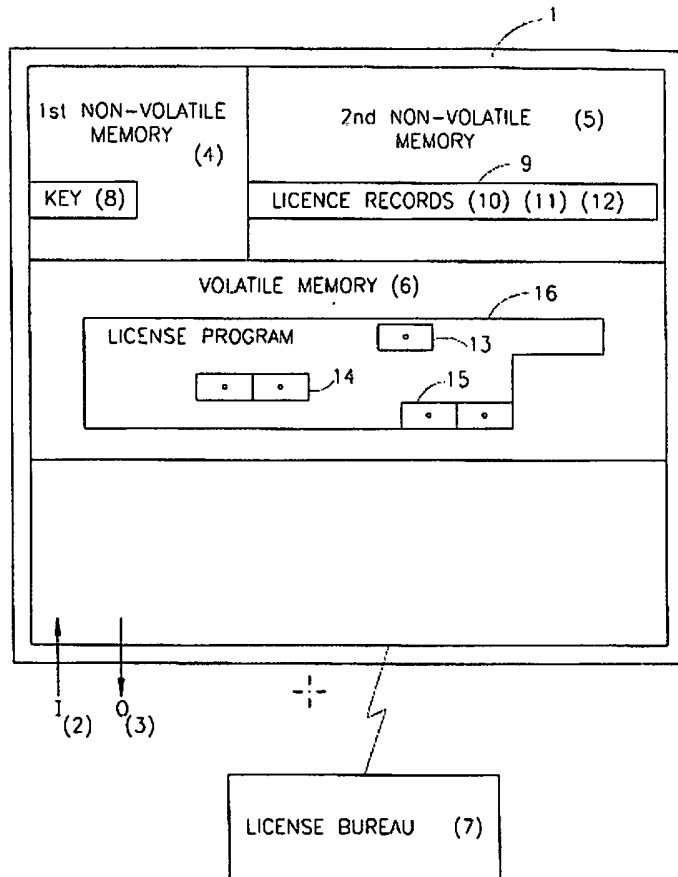 1
1st NON-VOLATILE
MEMORY
(4)
2nd NON-VOLATILE (5)
MEMORY
9
KEY (8)
LICENCE RECORDS (10) (11) (12)
VOLATILE MEMORY (6)
16
LICENSE PROGRAM
13
14
15
I
(2)
O
(3)
LICENSE BUREAU (7)